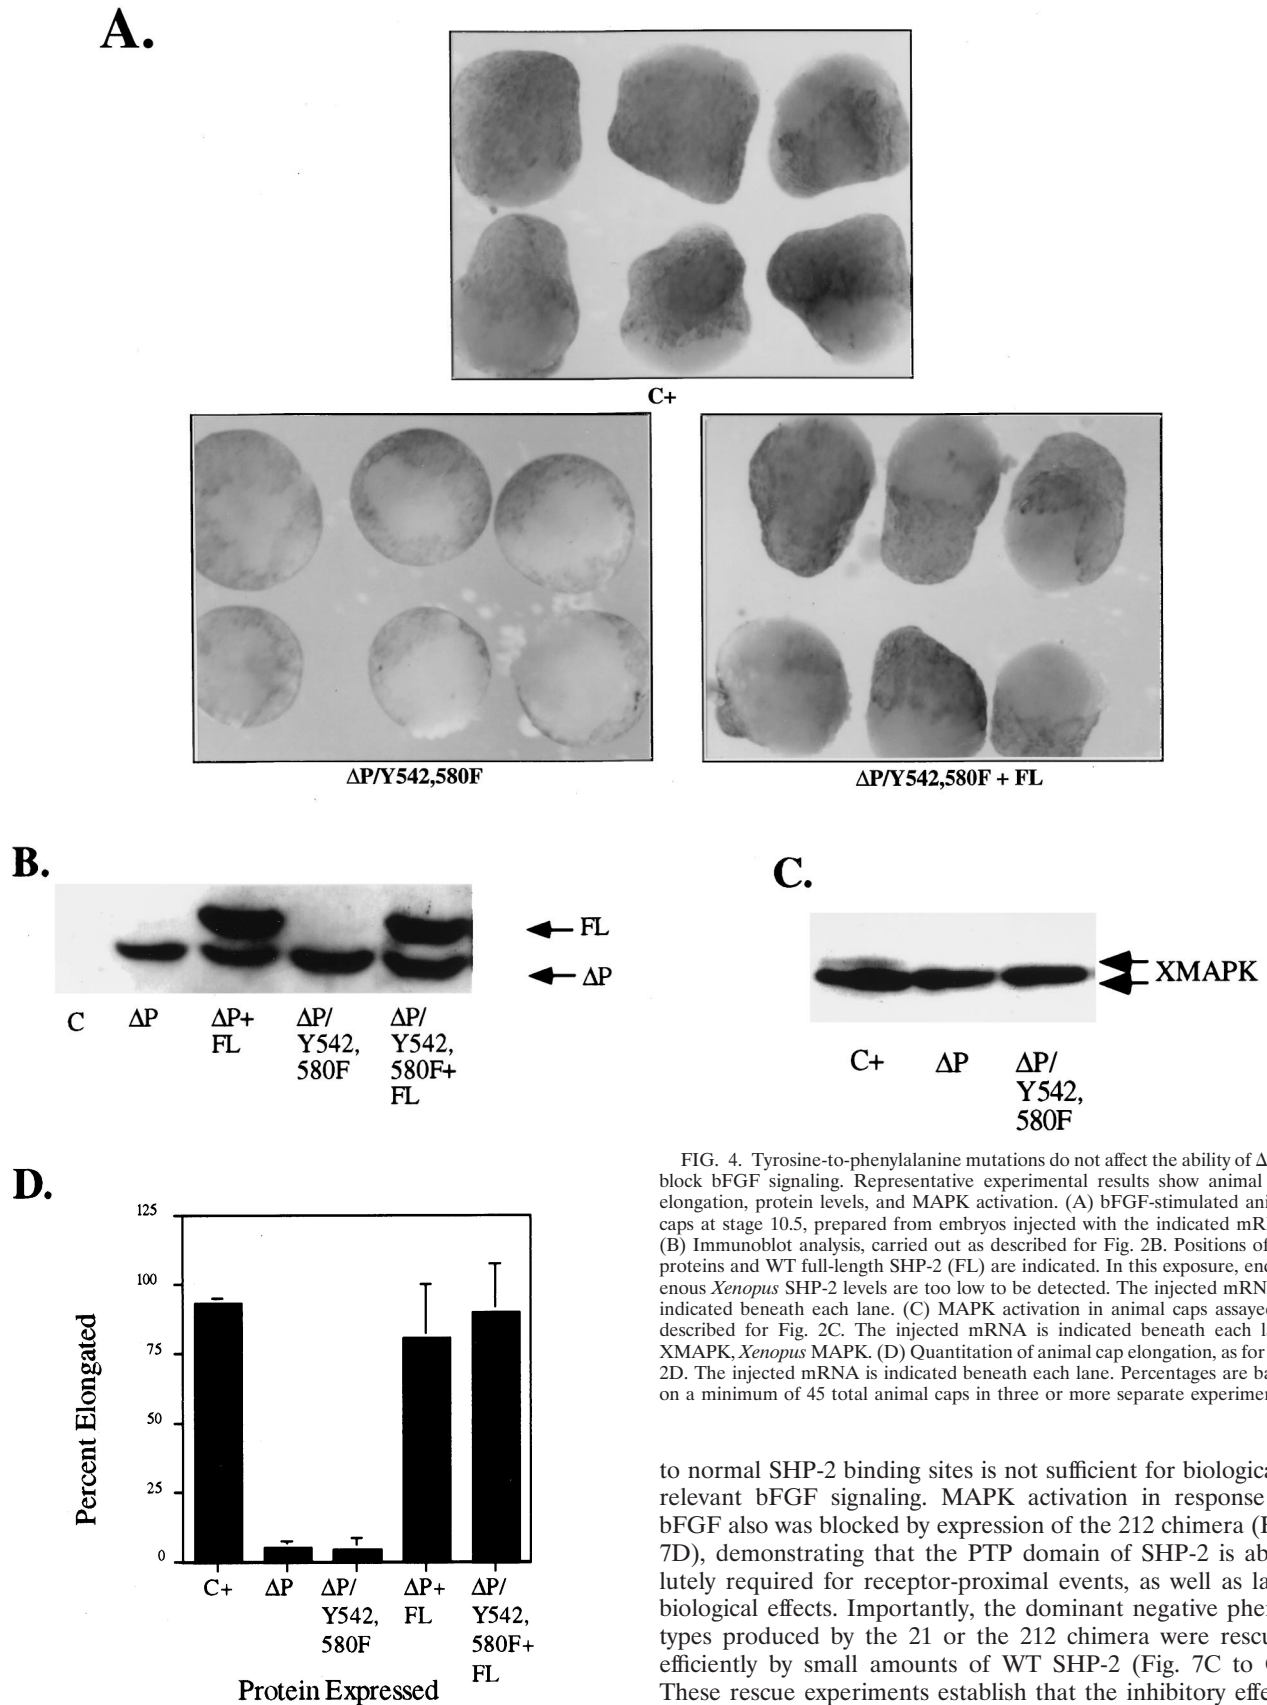 A.
C+
ΔP/Y542,580F
ΔP/Y542,580F + FL
B.
FL
ΔP
C
ΔP
ΔP+
FL
ΔP/
Y542,
580F
ΔP/
Y542,
580F+
FL
C.
XMAPK
C+
ΔP
ΔP/
Y542,
580F
D.
125
100
75
50
25
0
Percent Elongated
C+
ΔP
ΔP/
Y542,
580F
ΔP+
FL
ΔP/
Y542,
580F+
FL
Protein Expressed
FIG. 4. Tyrosine-to-phenylalanine mutations do not affect the ability of Δ
block bFGF signaling. Representative experimental results show animal
elongation, protein levels, and MAPK activation. (A) bFGF-stimulated ani
caps at stage 10.5, prepared from embryos injected with the indicated mR
(B) Immunoblot analysis, carried out as described for Fig. 2B. Positions of
proteins and WT full-length SHP-2 (FL) are indicated. In this exposure, end
enous Xenopus SHP-2 levels are too low to be detected. The injected mRN
indicated beneath each lane. (C) MAPK activation in animal caps assaye
described for Fig. 2C. The injected mRNA is indicated beneath each la
XMAPK, Xenopus MAPK. (D) Quantitation of animal cap elongation, as for
2D. The injected mRNA is indicated beneath each lane. Percentages are ba
on a minimum of 45 total animal caps in three or more separate experimen
to normal SHP-2 binding sites is not sufficient for biologica
relevant bFGF signaling. MAPK activation in response
bFGF also was blocked by expression of the 212 chimera (F
7D), demonstrating that the PTP domain of SHP-2 is ab
lutely required for receptor-proximal events, as well as la
biological effects. Importantly, the dominant negative phe
types produced by the 21 or the 212 chimera were rescu
efficiently by small amounts of WT SHP-2 (Fig. 7C to
These rescue experiments establish that the inhibitory effe